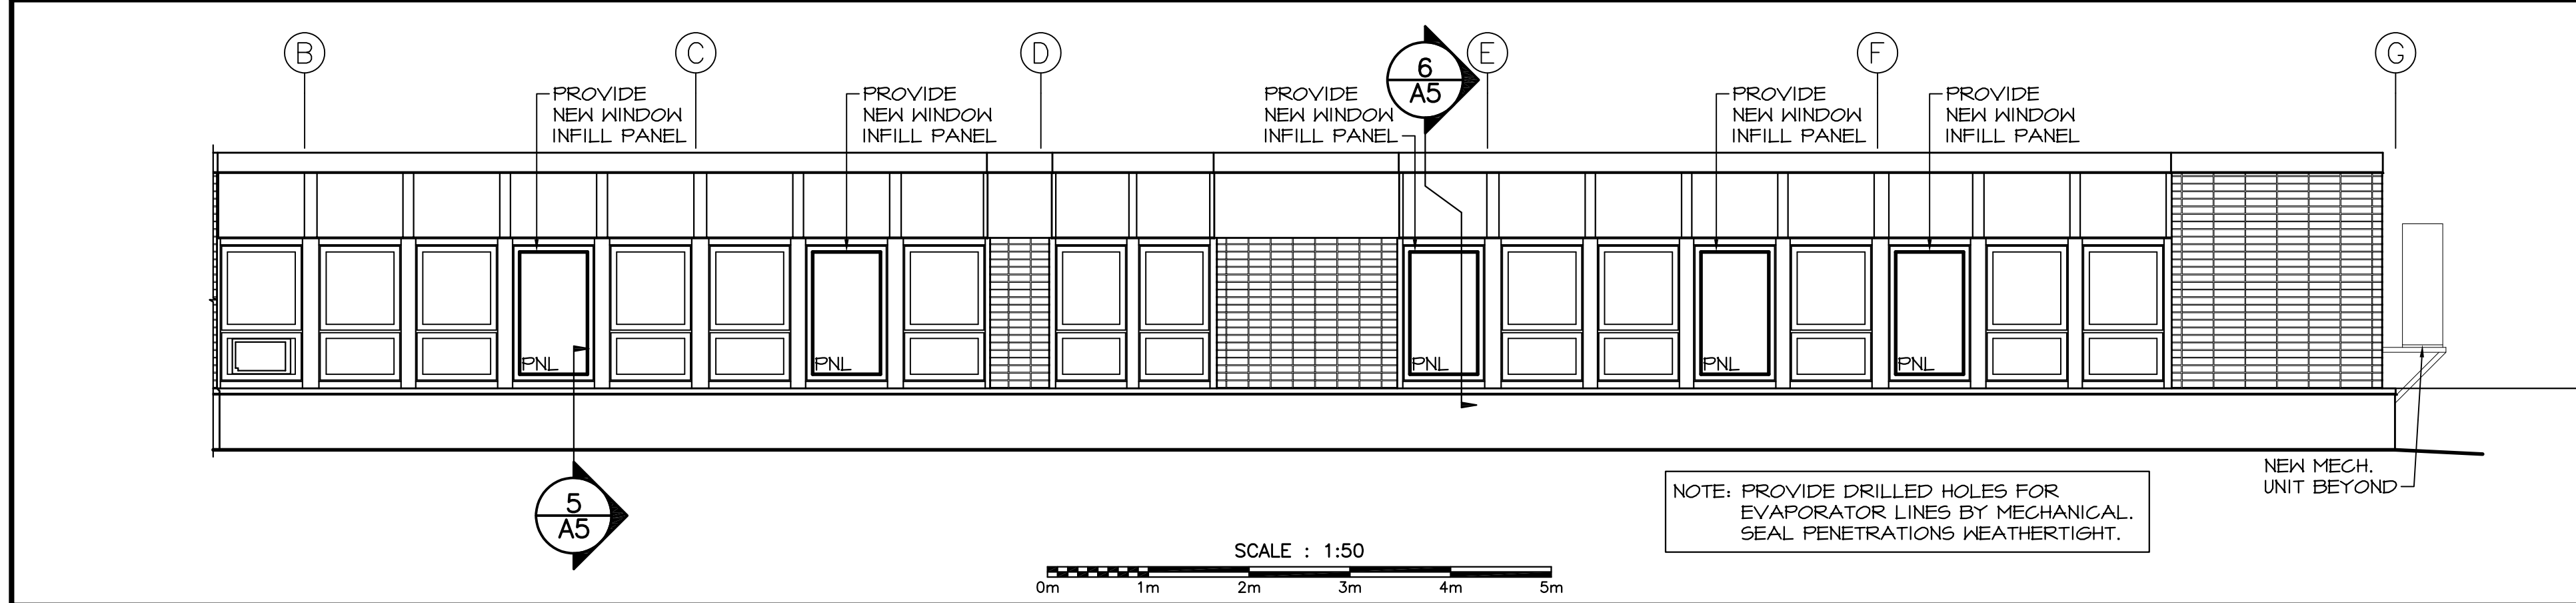 B
C
D
E
F
G
6
A5
PROVIDE
NEW WINDOW
INFILL PANEL
PROVIDE
NEW WINDOW
INFILL PANEL
PROVIDE
NEW WINDOW
INFILL PANEL
PROVIDE
NEW WINDOW
INFILL PANEL
PROVIDE
NEW WINDOW
INFILL PANEL
PNL
PNL
PNL
PNL
PNL
5
A5
NEW MECH.
UNIT BEYOND
NOTE: PROVIDE DRILLED HOLES FOR
EVAPORATOR LINES BY MECHANICAL.
SEAL PENETRATIONS WEATHERTIGHT.
SCALE : 1:50
0m 1m 2m 3m 4m 5m